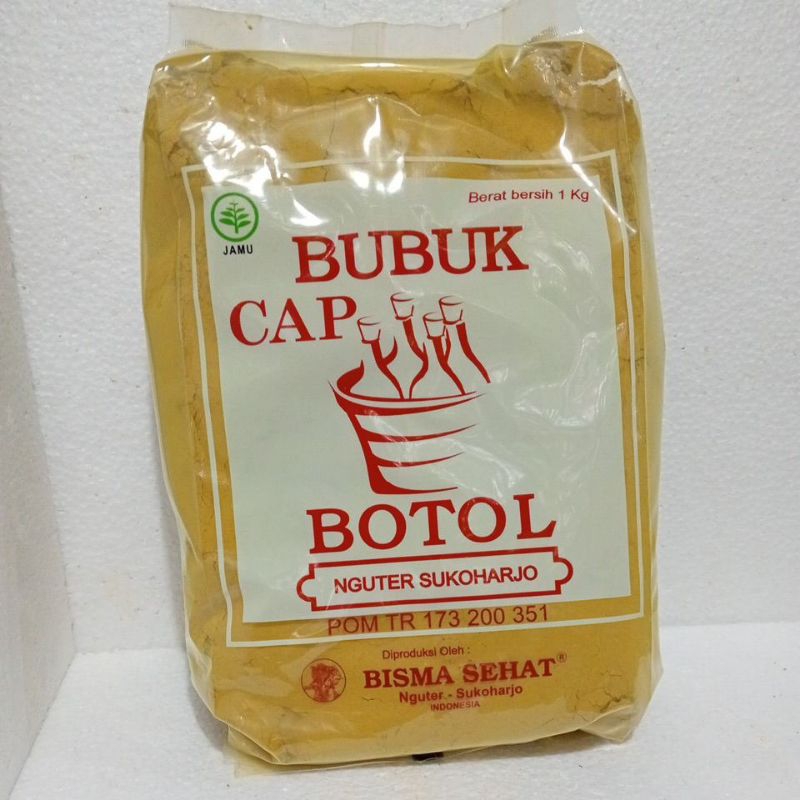 Berat bersih 1 Kg
JAMU
BUBUK
CAP
BOTOL
NGUTER SUKOHARJO
POM TR 173 200 351
Diproduksi Oleh :
BISMA SEHAT®
Nguter - Sukoharjo
INDONESIA